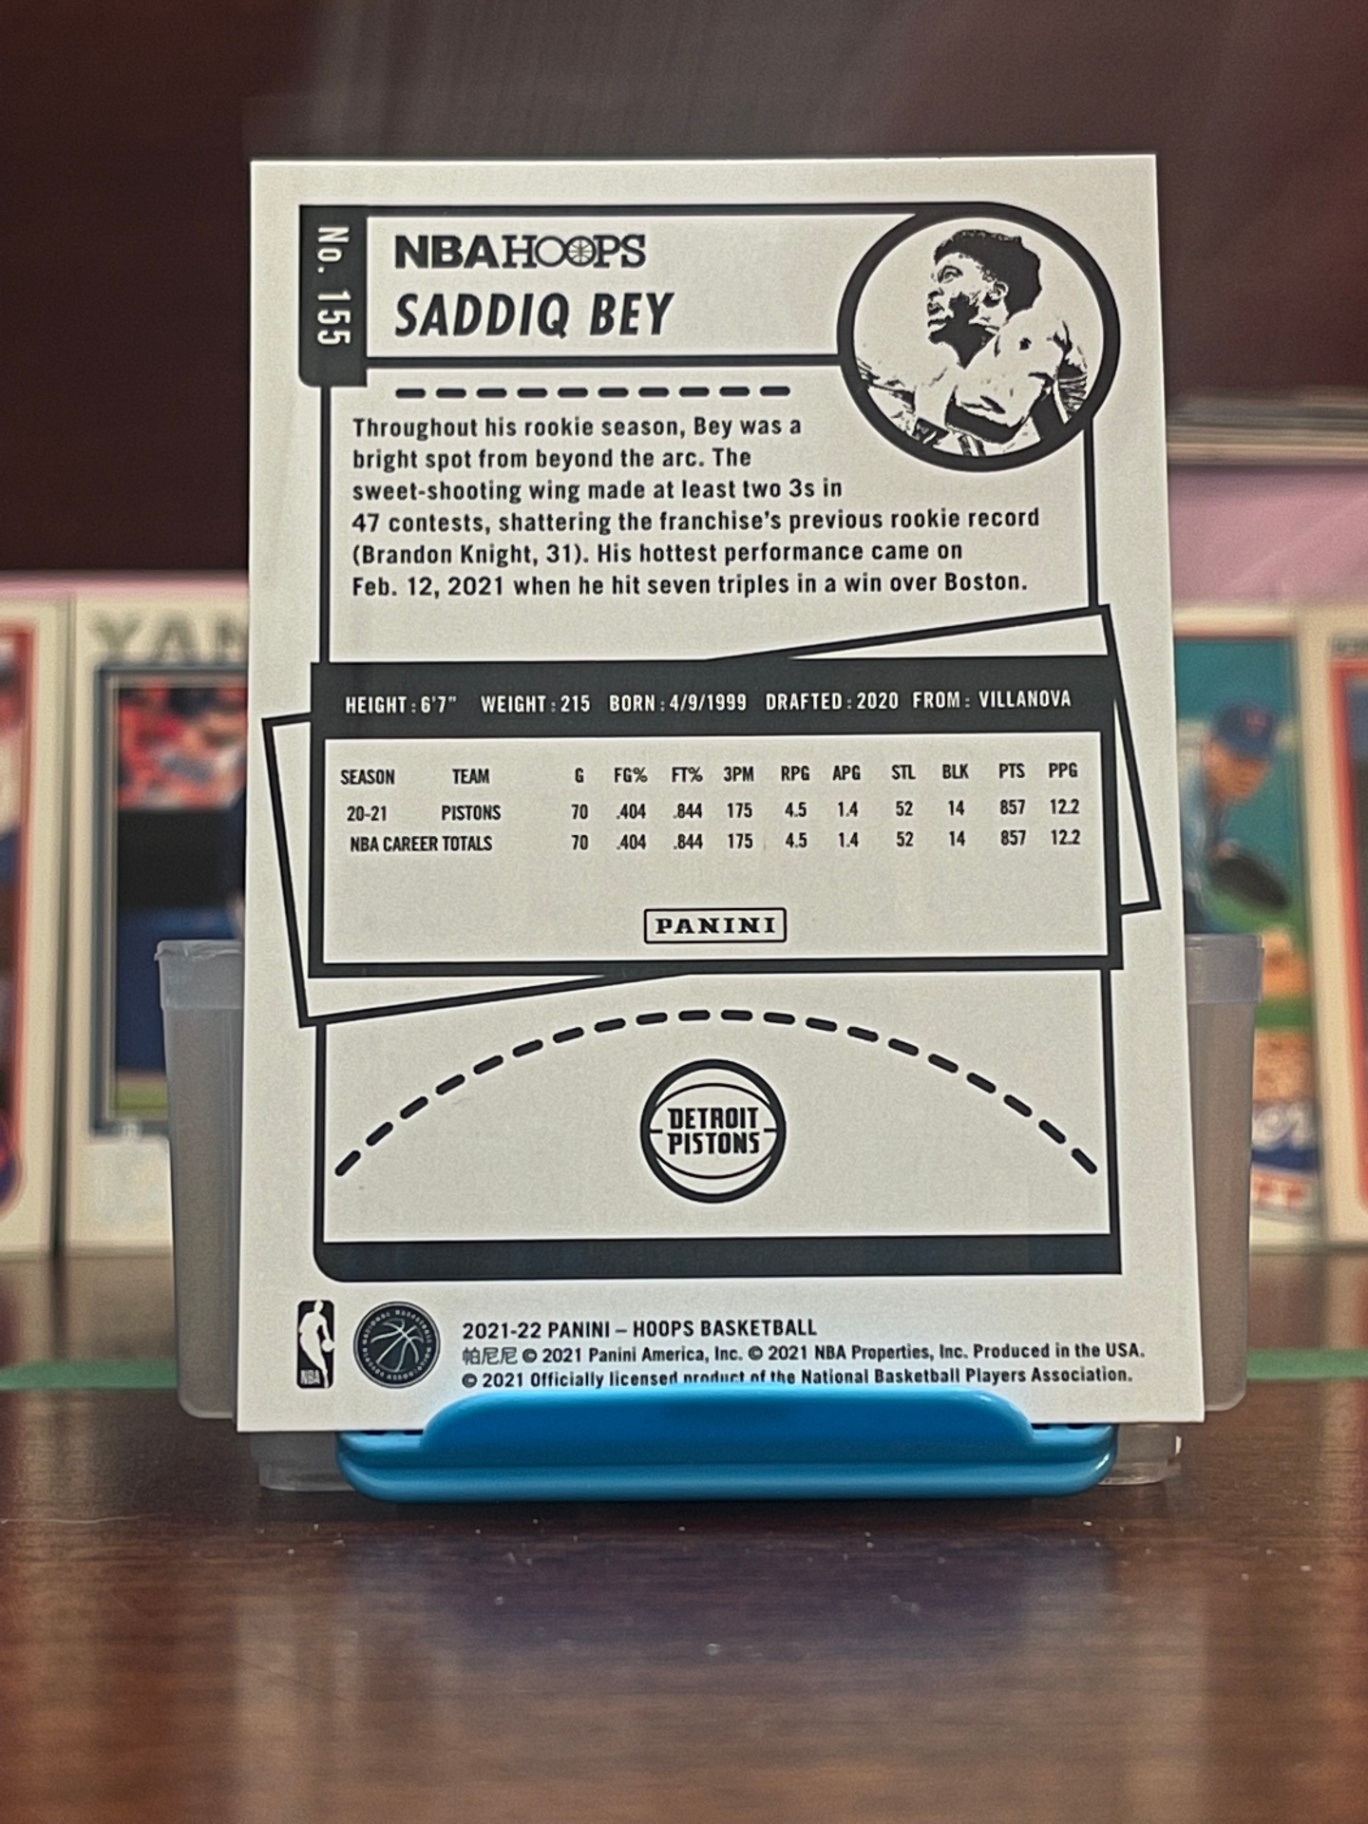 No. 155
NBA HOOPS
SADDIQ BEY
Throughout his rookie season, Bey was a
bright spot from beyond the arc. The
sweet-shooting wing made at least two 3s in
47 contests, shattering the franchise's previous rookie record
(Brandon Knight, 31). His hottest performance came on
Feb. 12, 2021 when he hit seven triples in a win over Boston.
HEIGHT: 6'7" WEIGHT: 215 BORN: 4/9/1999 DRAFTED: 2020 FROM: VILLANOVA
SEASON TEAM G FG% FT% 3PM RPG APG STL BLK PTS PPG
20-21 PISTONS 70 .404 .844 175 4.5 1.4 52 14 857 12.2
NBA CAREER TOTALS 70 .404 .844 175 4.5 1.4 52 14 857 12.2
PANINI
DETROIT
PISTONS
NBA
2021-22 PANINI – HOOPS BASKETBALL
帕尼尼 © 2021 Panini America, Inc. © 2021 NBA Properties, Inc. Produced in the USA.
© 2021 Officially licensed product of the National Basketball Players Association.
YAN